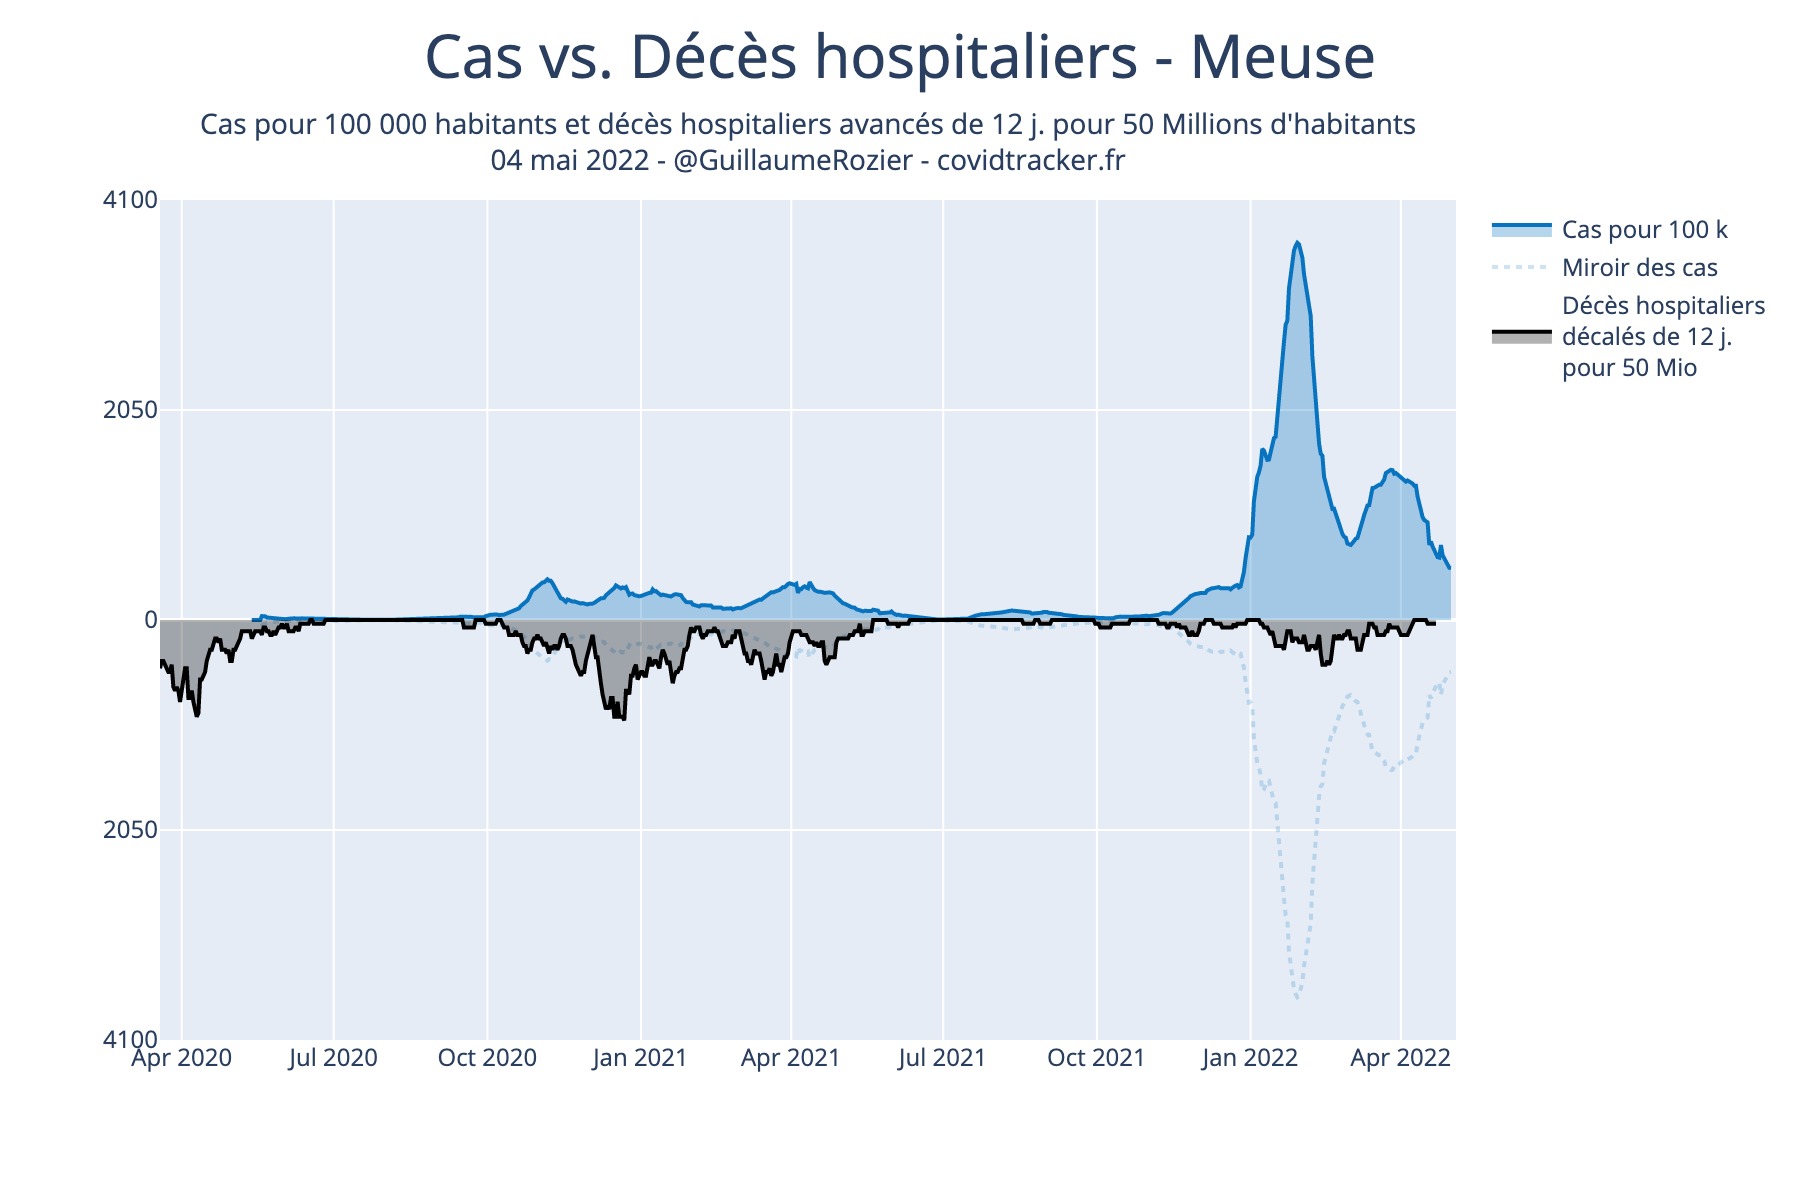 Cas vs. Décès hospitaliers - Meuse
Cas pour 100 000 habitants et décès hospitaliers avancés de 12 j. pour 50 Millions d'habitants
04 mai 2022 - @GuillaumeRozier - covidtracker.fr
4100
2050
0
2050
4100
Apr 2020
Jul 2020
Oct 2020
Jan 2021
Apr 2021
Jul 2021
Oct 2021
Jan 2022
Apr 2022
Cas pour 100 k
Miroir des cas
Décès hospitaliers
décalés de 12 j.
pour 50 Mio